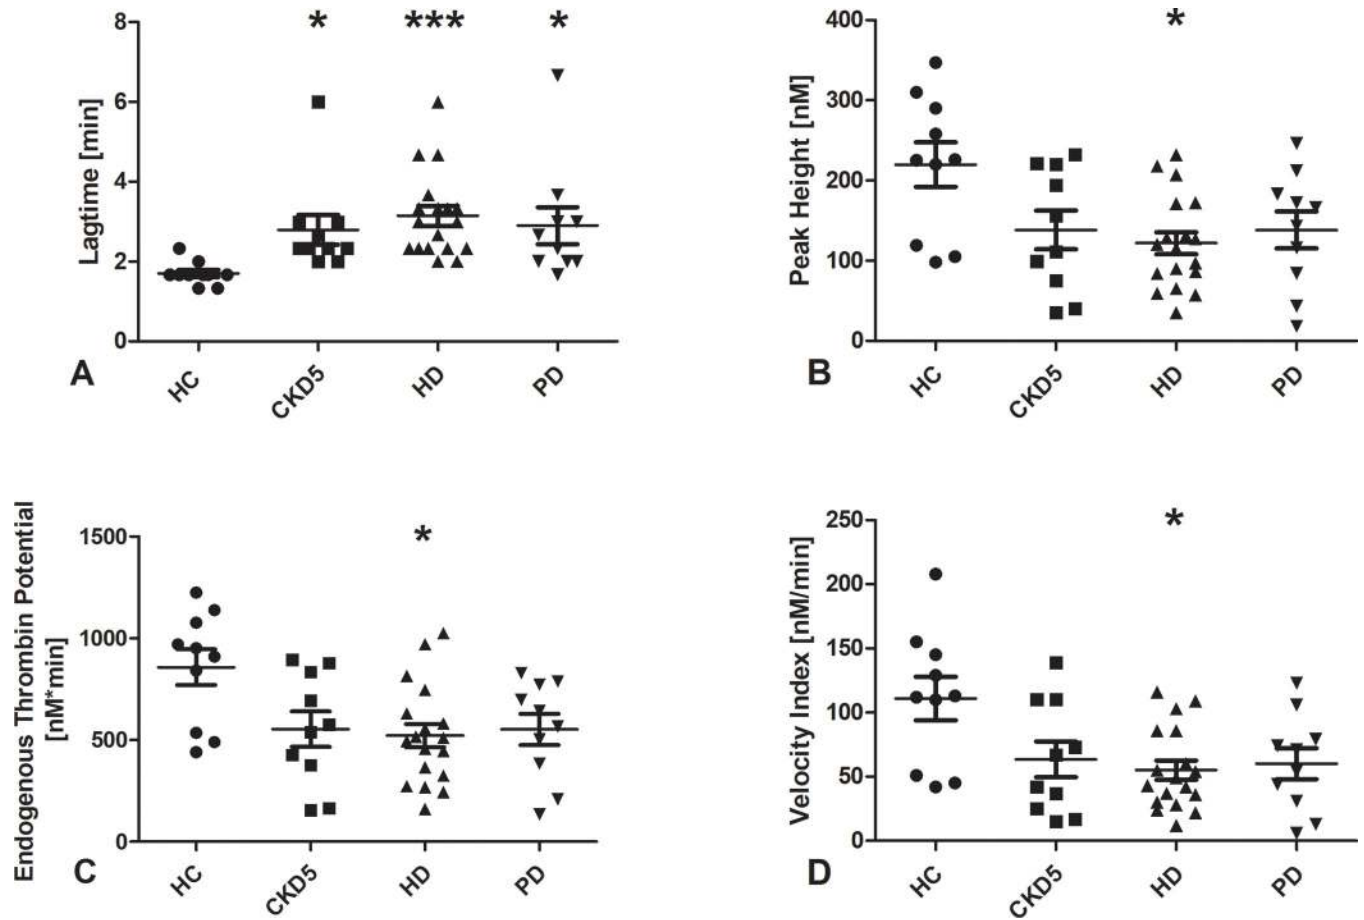 8
6
4
2
0
Lagtime [min]
*
***
*
HC
CKD5
HD
PD
A
400
300
200
100
0
Peak Height [nM]
*
HC
CKD5
HD
PD
B
1500
1000
500
0
Endogenous Thrombin Potential
[nM*min]
*
HC
CKD5
HD
PD
C
250
200
150
100
50
0
Velocity Index [nM/min]
*
HC
CKD5
HD
PD
D